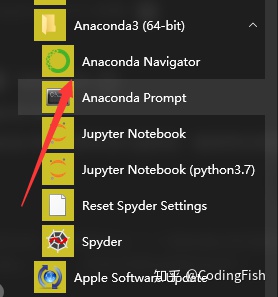 Anaconda3 (64-bit)
Anaconda Navigator
Anaconda Prompt
Jupyter Notebook
Jupyter Notebook (python3.7)
Reset Spyder Settings
Spyder
Apple Software Update
知乎 @CodingFish